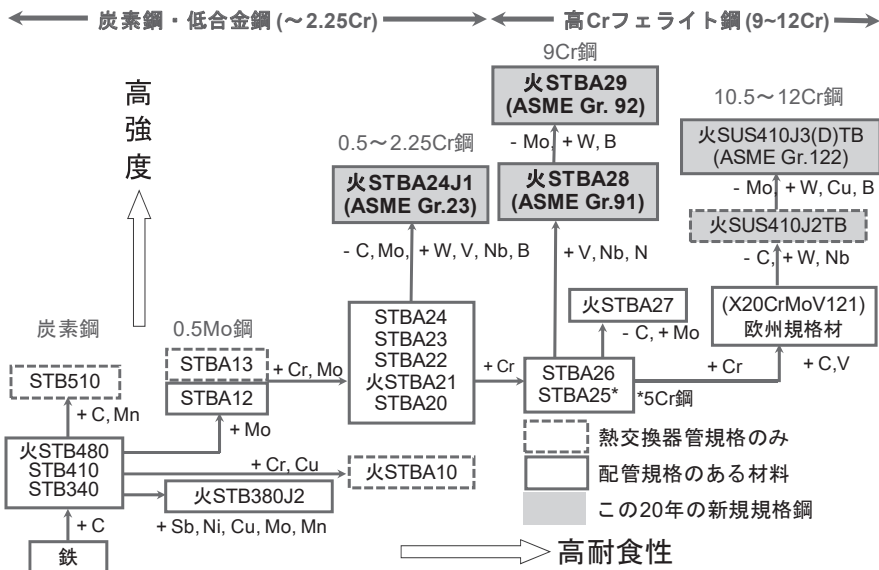 炭素鋼・低合金鋼(～2.25Cr)
高Crフェライト鋼(9~12Cr)
高強度
9Cr鋼
火STBA29
(ASME Gr. 92)
- Mo, + W, B
10.5～12Cr鋼
火SUS410J3(D)TB
(ASME Gr.122)
- Mo, + W, Cu, B
0.5～2.25Cr鋼
火STBA24J1
(ASME Gr.23)
火STBA28
(ASME Gr.91)
火SUS410J2TB
- C, Mo, + W, V, Nb, B
+ V, Nb, N
- C, + W, Nb
炭素鋼
0.5Mo鋼
STBA24
STBA23
STBA22
火STBA21
STBA20
火STBA27
- C, + Mo
(X20CrMoV121)
欧州規格材
STB510
STBA13
STBA12
+ Cr, Mo
+ Cr
STBA26
STBA25*
*5Cr鋼
+ Cr
+ C,V
+ C, Mn
+ Mo
火STB480
STB410
STB340
+ Cr, Cu
火STBA10
火STB380J2
+ Sb, Ni, Cu, Mo, Mn
+ C
鉄
熱交換器管規格のみ
配管規格のある材料
この20年の新規規格鋼
高耐食性